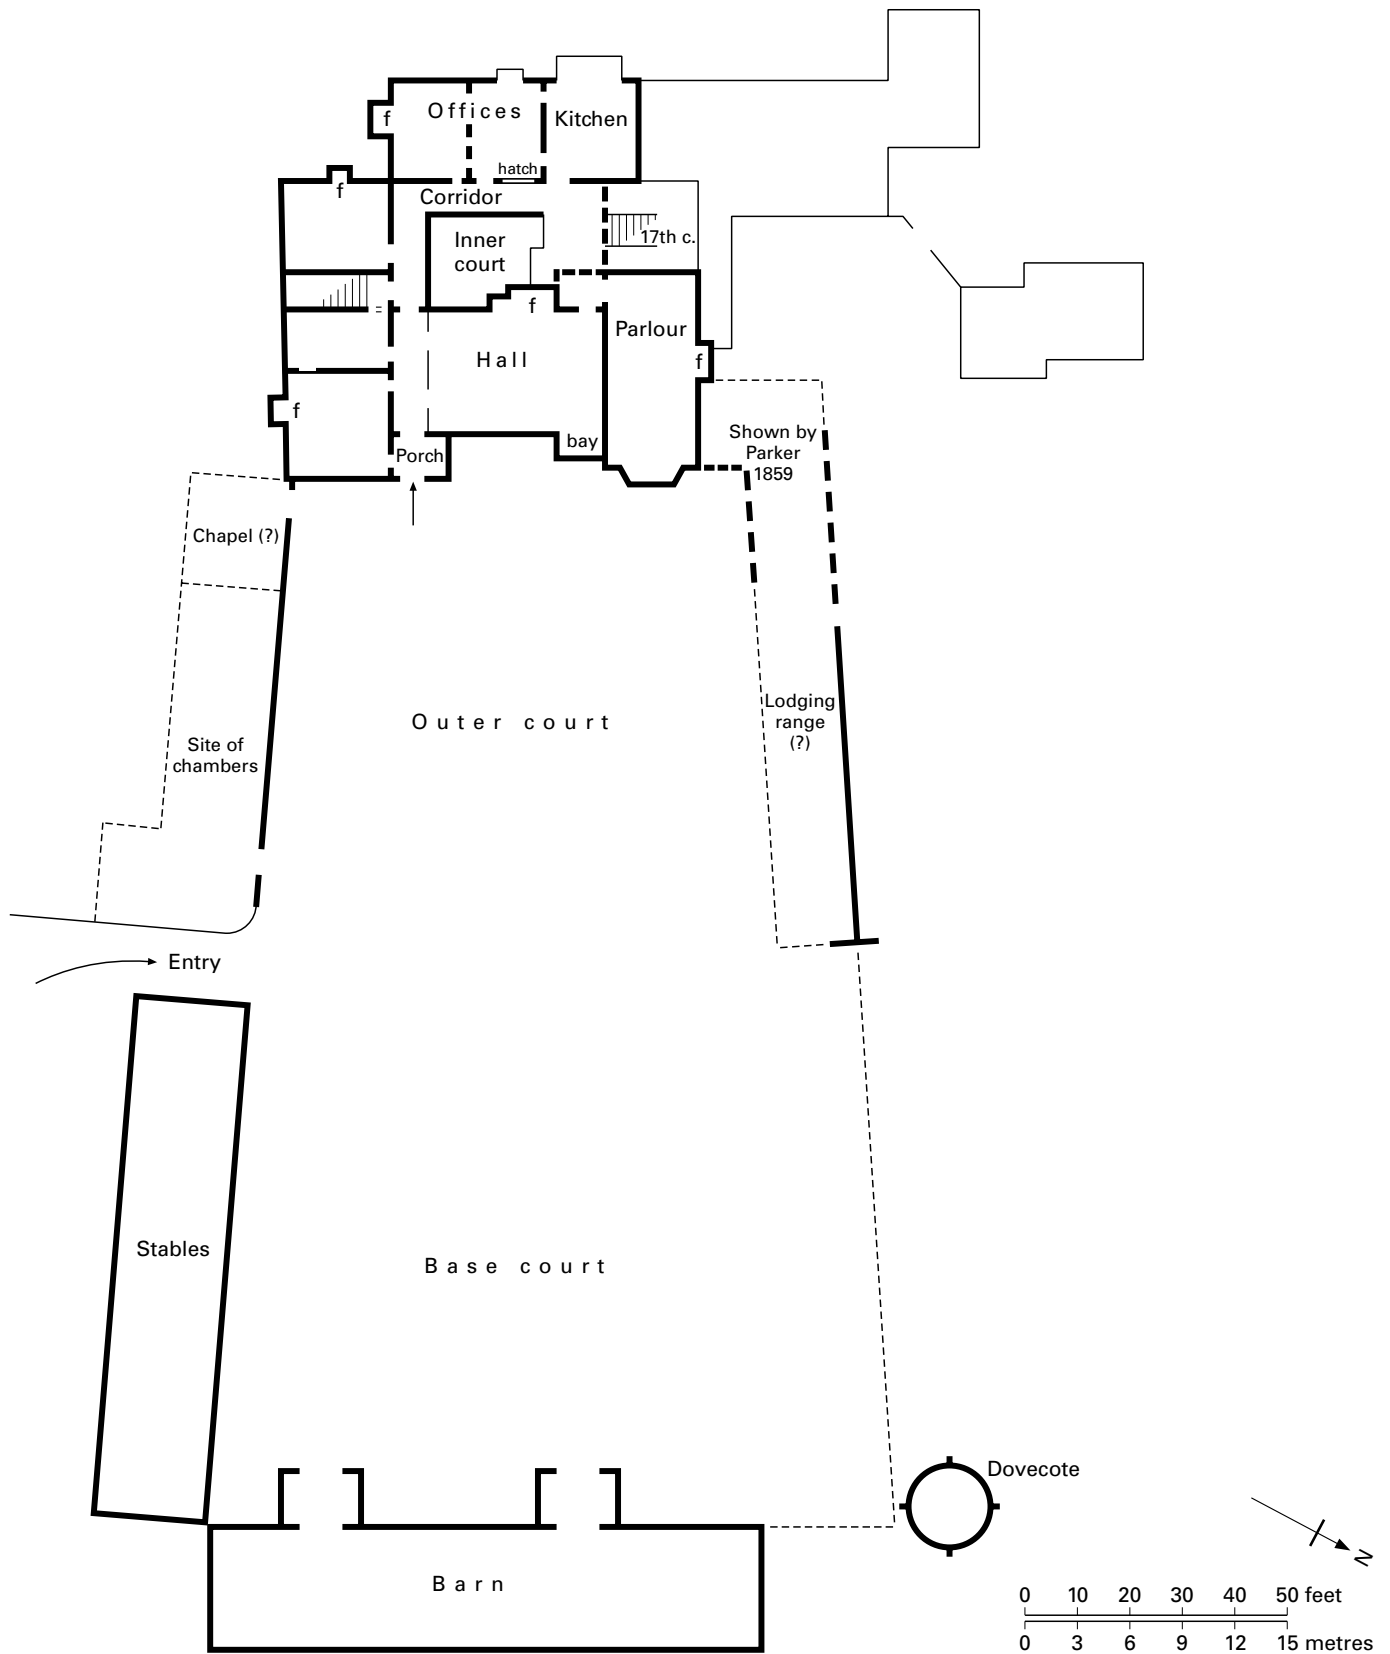 Offices
f
Kitchen
hatch
f
Corridor
17th c.
Inner
court
f
Parlour
Hall
f
f
Shown by
Parker
1859
bay
Porch
Chapel (?)
Outer court
Lodging
range
(?)
Site of
chambers
Entry
Stables
Base court
Dovecote
Barn
N
0 10 20 30 40 50 feet
0 3 6 9 12 15 metres